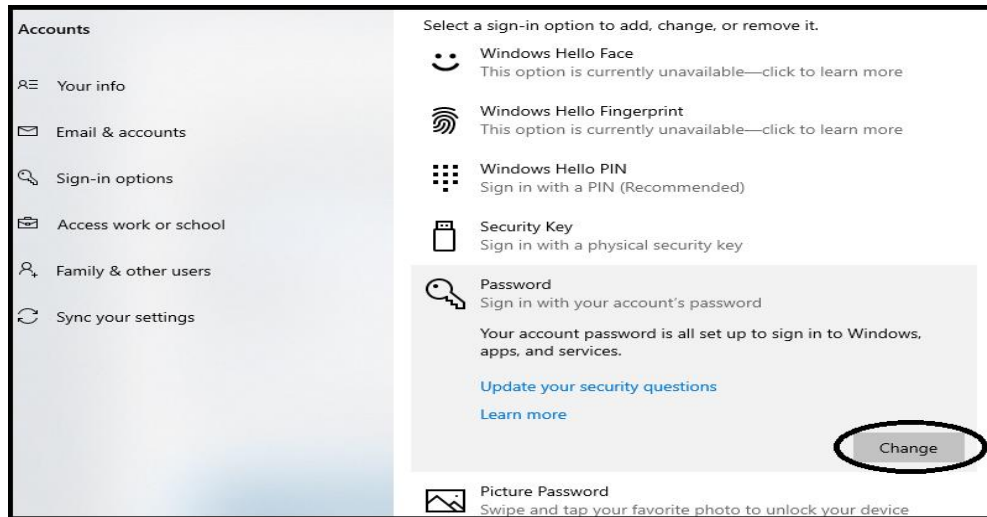 Accounts
Your info
Email & accounts
Sign-in options
Access work or school
Family & other users
Sync your settings
Select a sign-in option to add, change, or remove it.
Windows Hello Face
This option is currently unavailable—click to learn more
Windows Hello Fingerprint
This option is currently unavailable—click to learn more
Windows Hello PIN
Sign in with a PIN (Recommended)
Security Key
Sign in with a physical security key
Password
Sign in with your account's password
Your account password is all set up to sign in to Windows,
apps, and services.
Update your security questions
Learn more
Change
Picture Password
Swipe and tap your favorite photo to unlock your device